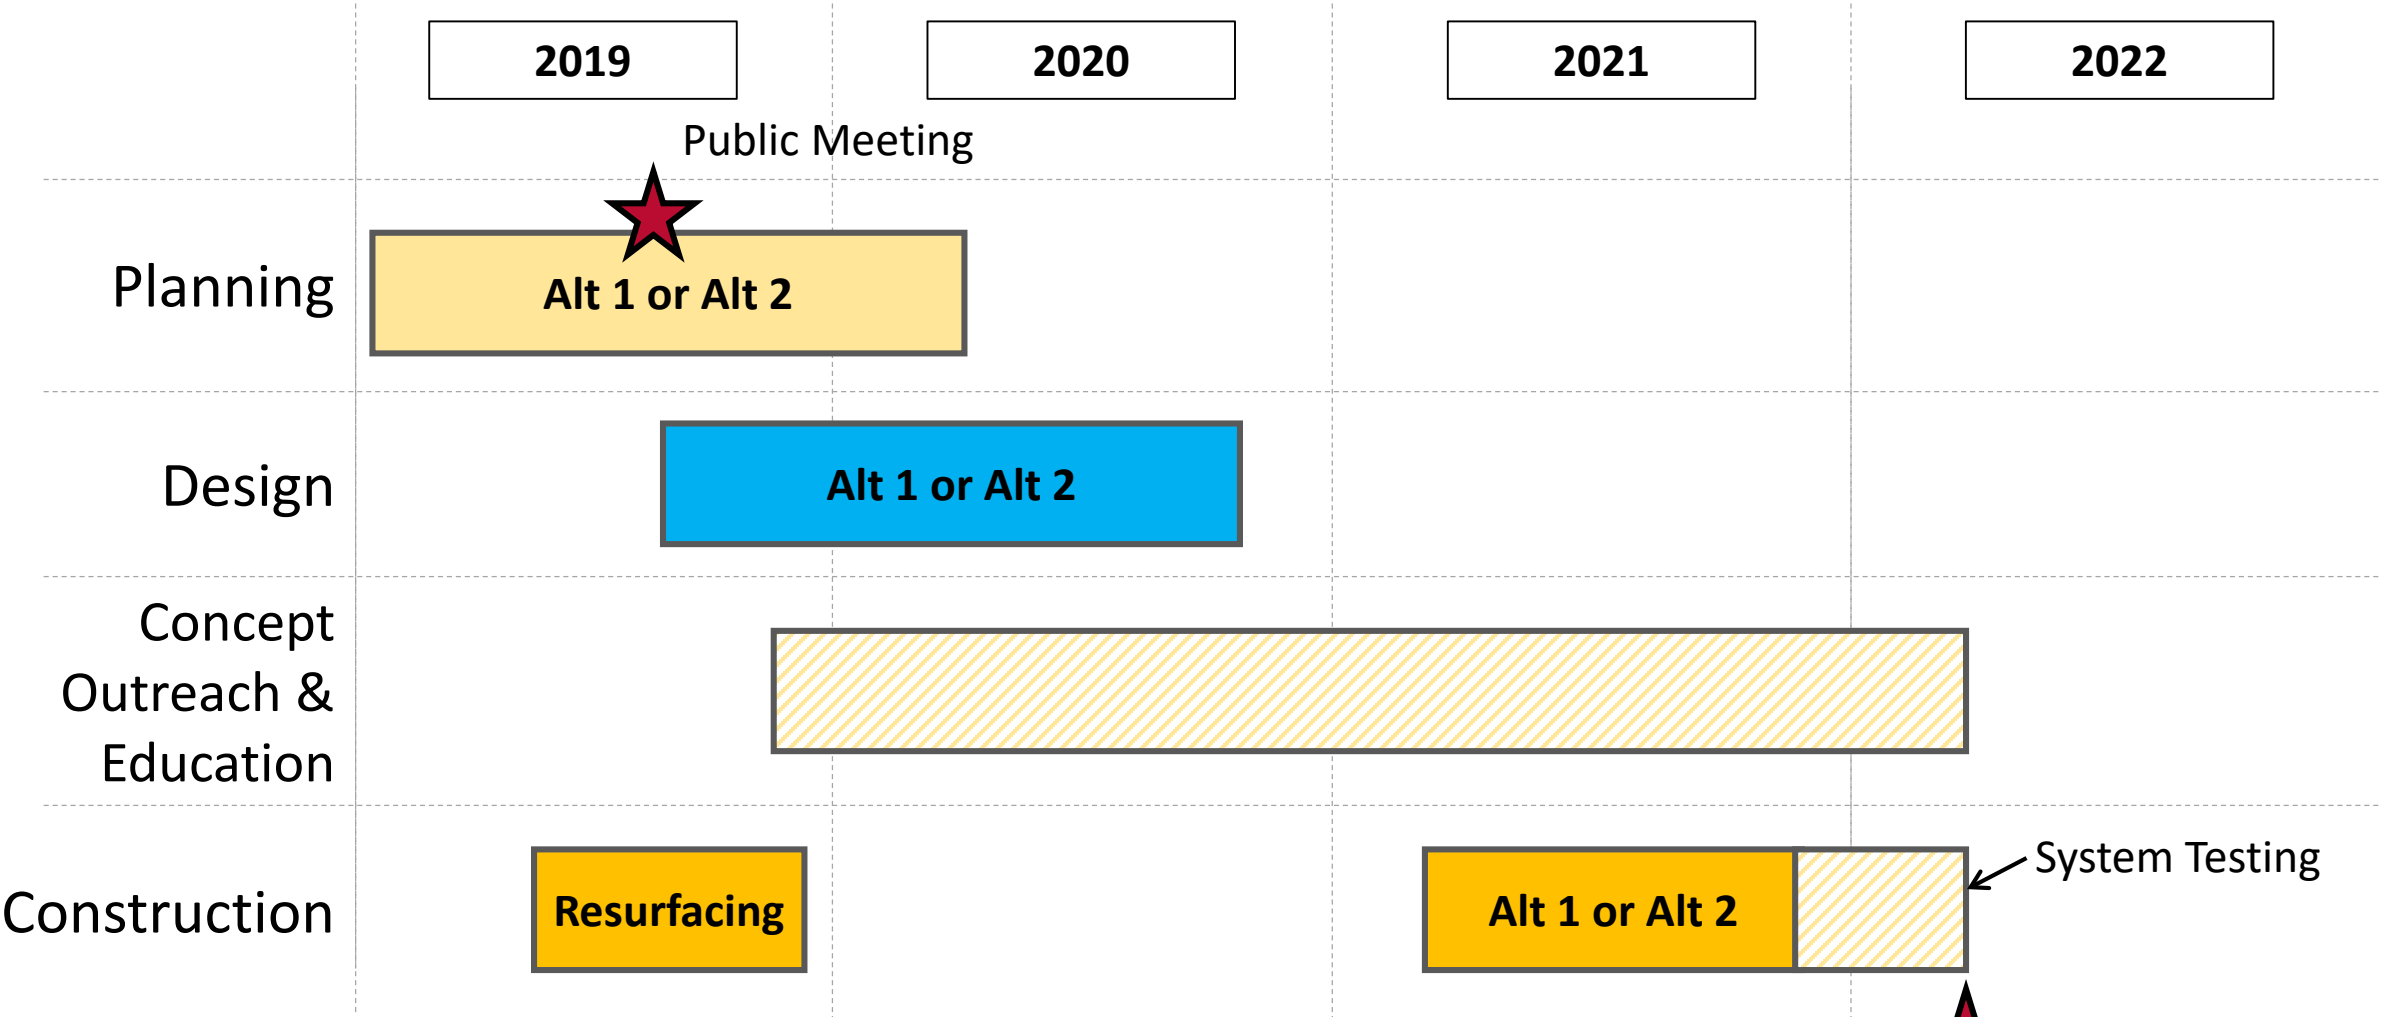 2019
2020
2021
2022
Public Meeting
Planning
Alt 1 or Alt 2
Design
Alt 1 or Alt 2
Concept
Outreach &
Education
Construction
Resurfacing
Alt 1 or Alt 2
System Testing